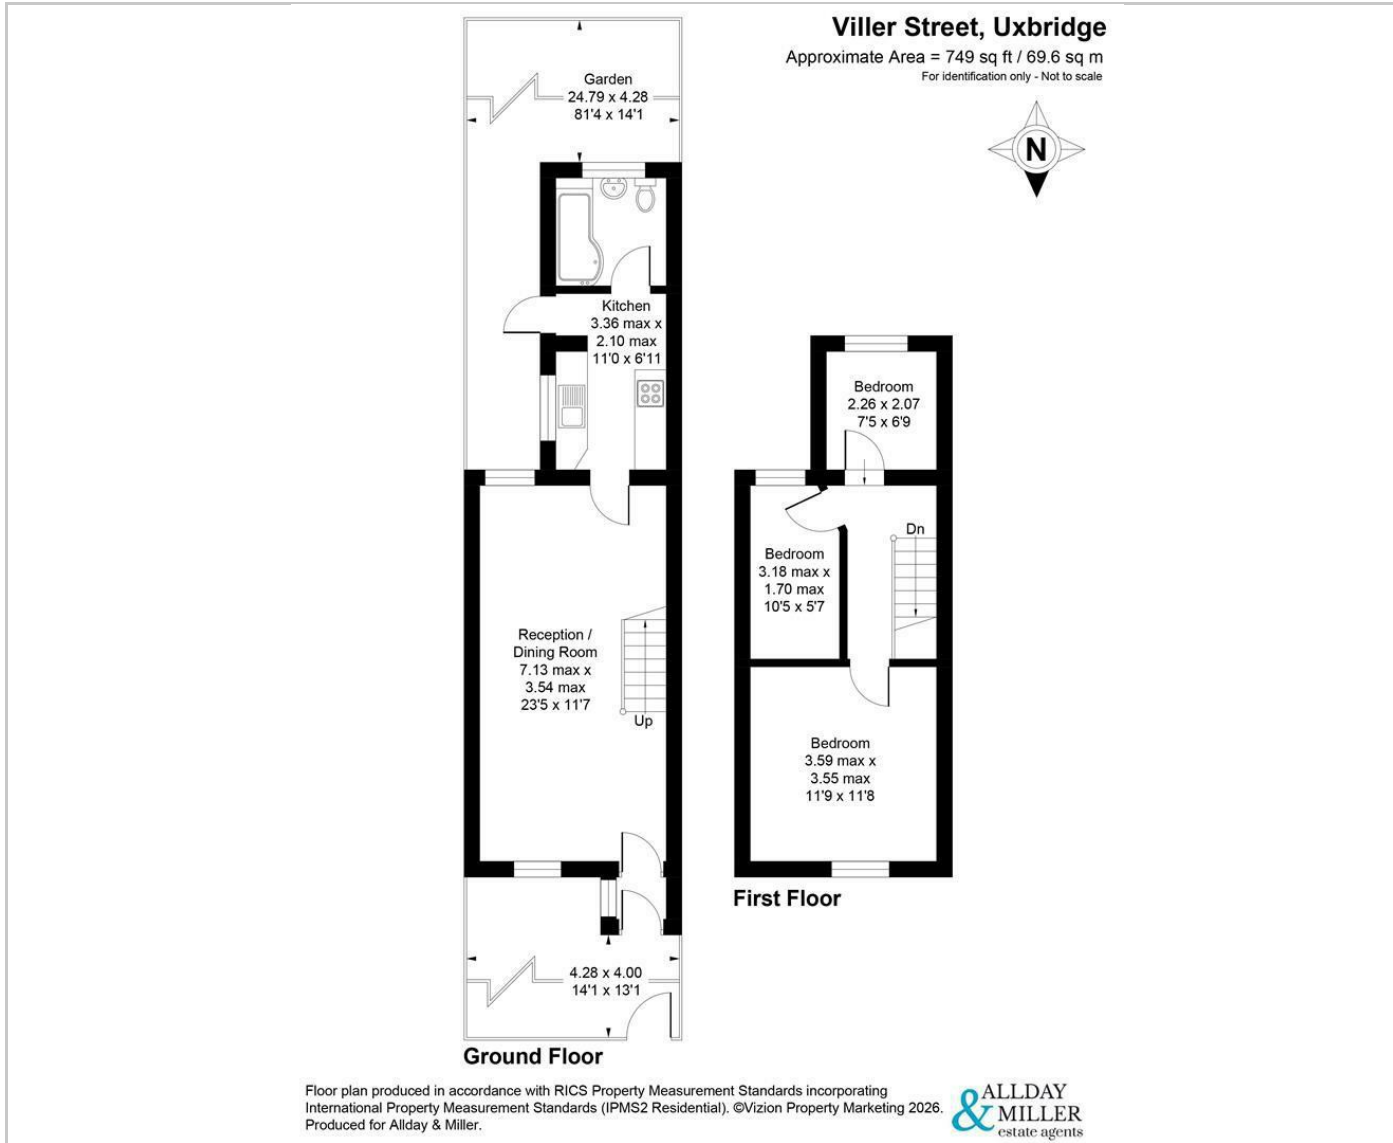 Viller Street, Uxbridge
Approximate Area = 749 sq ft / 69.6 sq m
For identification only - Not to scale
N
Garden
24.79 x 4.28
81'4 x 14'1
Kitchen
3.36 max x
2.10 max
11'0 x 6'11
Reception /
Dining Room
7.13 max x
3.54 max
23'5 x 11'7
Up
4.28 x 4.00
14'1 x 13'1
Ground Floor
Bedroom
2.26 x 2.07
7'5 x 6'9
Dn
Bedroom
3.18 max x
1.70 max
10'5 x 5'7
Bedroom
3.59 max x
3.55 max
11'9 x 11'8
First Floor
Floor plan produced in accordance with RICS Property Measurement Standards incorporating
International Property Measurement Standards (IPMS2 Residential). ©Vizion Property Marketing 2026.
Produced for Allday & Miller.
ALLDAY
& MILLER
estate agents